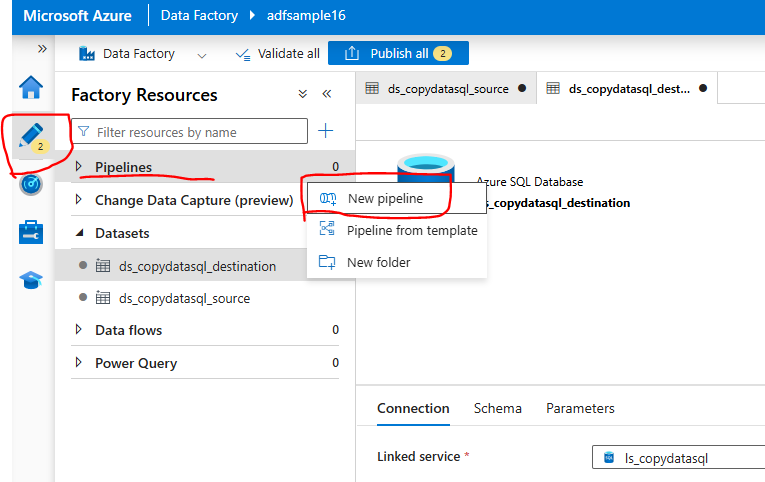 Microsoft Azure Data Factory adfsample16
Data Factory Validate all Publish all 2
Factory Resources
ds_copydatasql_source ds_copydatasql_dest...
Filter resources by name
2
Pipelines 0
Azure SQL Database
New pipeline
Change Data Capture (preview)
s_copydatasql_destination
Pipeline from template
Datasets
New folder
ds_copydatasql_destination
ds_copydatasql_source
Data flows 0
Power Query 0
Connection Schema Parameters
Linked service *
SQL
ls_copydatasql